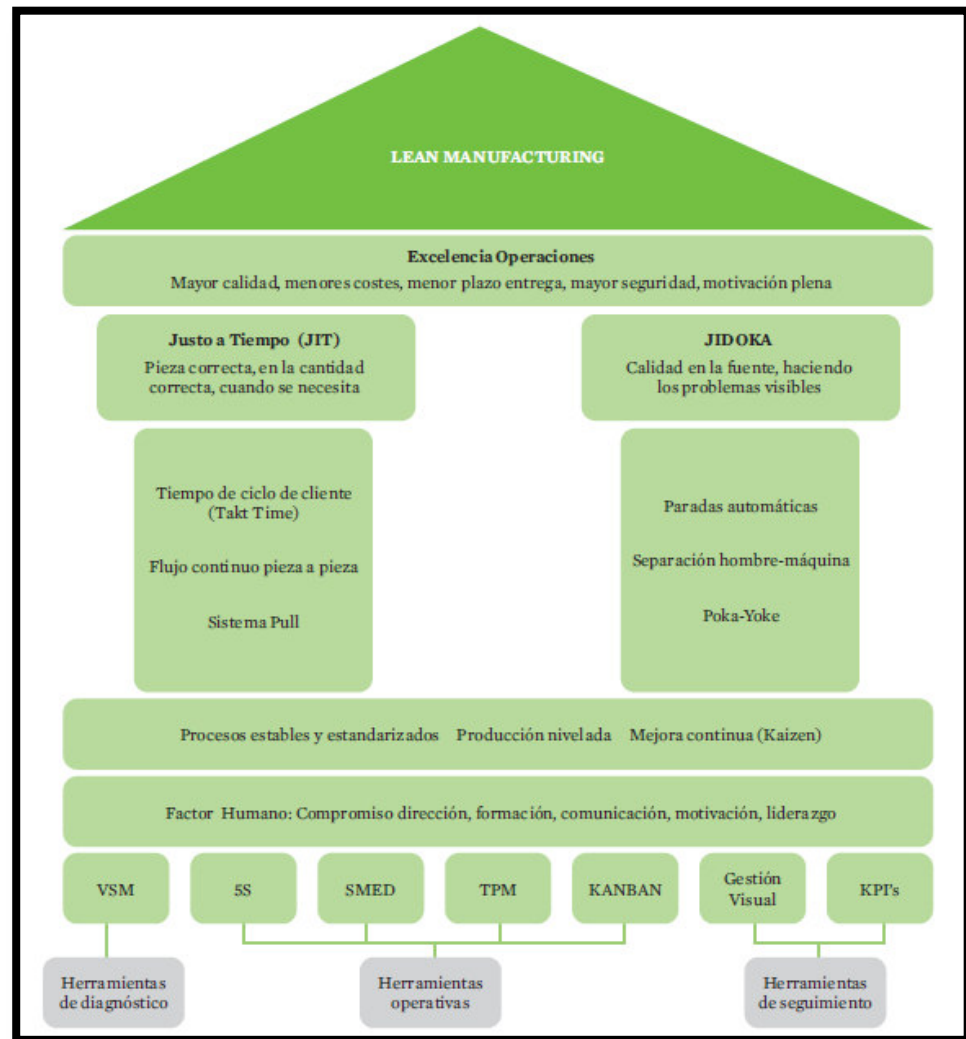 LEAN MANUFACTURING
Excelencia Operaciones
Mayor calidad, menores costes, menor plazo entrega, mayor seguridad, motivación plena
Justo a Tiempo (JIT)
Pieza correcta, en la cantidad
correcta, cuando se necesita
JIDOKA
Calidad en la fuente, haciendo
los problemas visibles
Tiempo de ciclo de cliente
(Takt Time)
Flujo continuo pieza a pieza
Sistema Pull
Paradas automáticas
Separación hombre-máquina
Poka-Yoke
Procesos estables y estandarizados Producción nivelada Mejora continua (Kaizen)
Factor Humano: Compromiso dirección, formación, comunicación, motivación, liderazgo
VSM
5S
SMED
TPM
KANBAN
Gestión
Visual
KPI's
Herramientas
de diagnóstico
Herramientas
operativas
Herramientas
de seguimiento